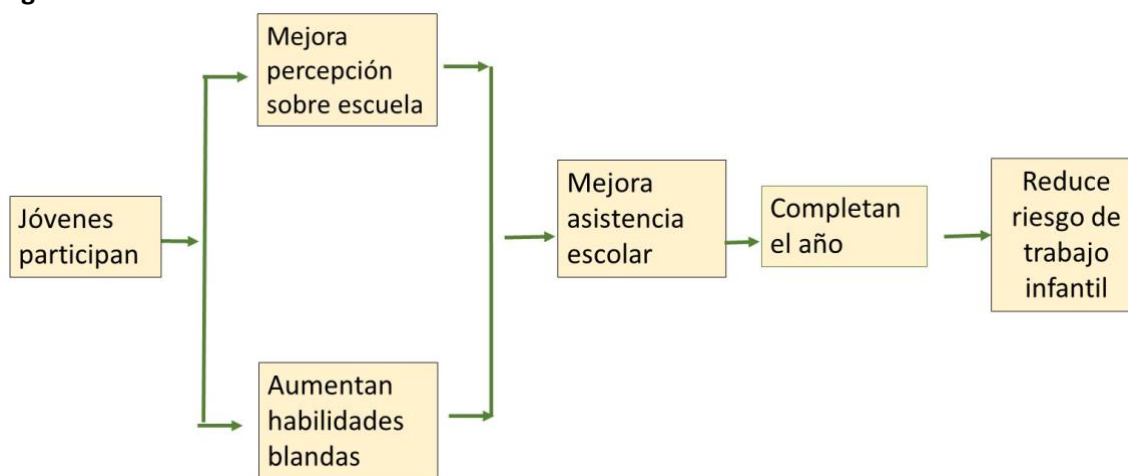 Jóvenes
participan
Mejora
percepción
sobre escuela
Aumentan
habilidades
blandas
Mejora
asistencia
escolar
Completan
el año
Reduce
riesgo de
trabajo
infantil